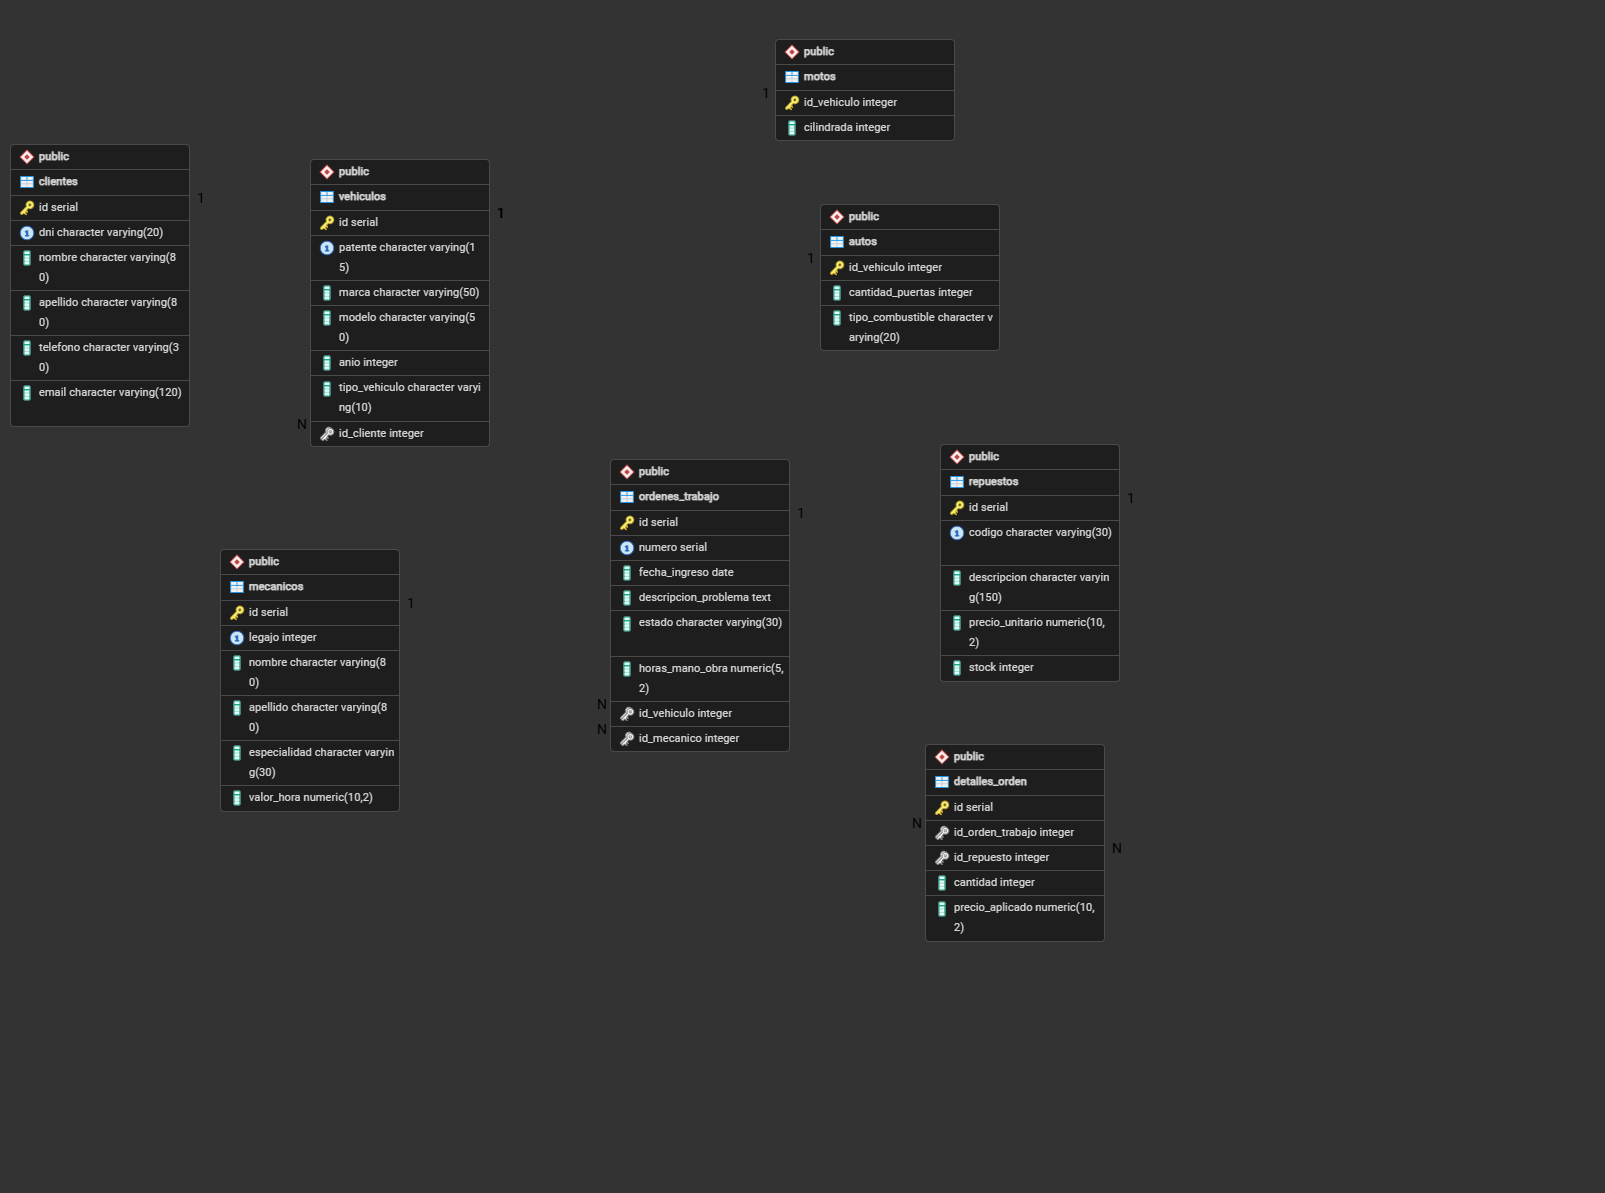 public
motos
1
id_vehiculo integer
cilindrada integer
public
clientes
1
id serial
dni character varying(20)
nombre character varying(8
0)
apellido character varying(8
0)
telefono character varying(3
0)
email character varying(120)
public
vehiculos
1
id serial
patente character varying(1
5)
marca character varying(50)
modelo character varying(5
0)
anio integer
tipo_vehiculo character varyi
ng(10)
N
id_cliente integer
public
autos
1
id_vehiculo integer
cantidad_puertas integer
tipo_combustible character v
arying(20)
public
ordenes_trabajo
1
id serial
numero serial
fecha_ingreso date
descripcion_problema text
estado character varying(30)
horas_mano_obra numeric(5,
2)
N
id_vehiculo integer
N
id_mecanico integer
public
repuestos
1
id serial
codigo character varying(30)
descripcion character varyin
g(150)
precio_unitario numeric(10,
2)
stock integer
public
mecanicos
1
id serial
legajo integer
nombre character varying(8
0)
apellido character varying(8
0)
especialidad character varyin
g(30)
valor_hora numeric(10,2)
public
detalles_orden
id serial
N
id_orden_trabajo integer
N
id_repuesto integer
cantidad integer
precio_aplicado numeric(10,
2)